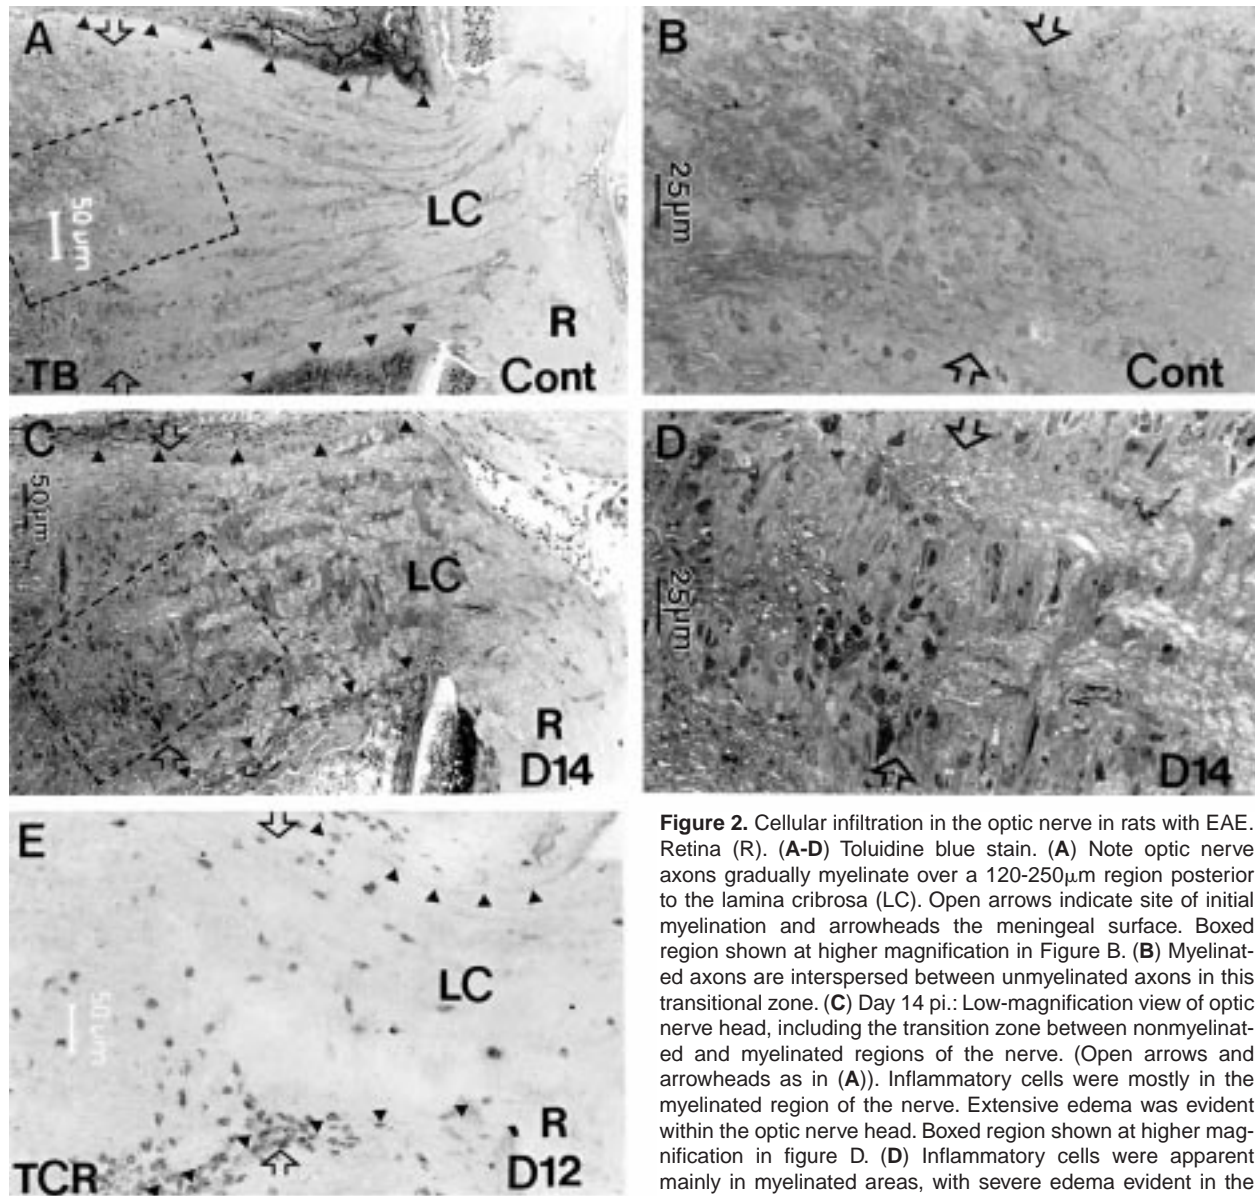 A
LC
50 µm
R
TB
Cont
B
25µm
Cont
C
50µm
LC
R
D14
D
25µm
D14
E
LC
50 µm
R
TCR
D12
Figure 2. Cellular infiltration in the optic nerve in rats with EAE.
Retina (R). (A-D) Toluidine blue stain. (A) Note optic nerve
axons gradually myelinate over a 120-250µm region posterior
to the lamina cribrosa (LC). Open arrows indicate site of initial
myelination and arrowheads the meningeal surface. Boxed
region shown at higher magnification in Figure B. (B) Myelinat-
ed axons are interspersed between unmyelinated axons in this
transitional zone. (C) Day 14 pi.: Low-magnification view of optic
nerve head, including the transition zone between nonmyelinat-
ed and myelinated regions of the nerve. (Open arrows and
arrowheads as in (A)). Inflammatory cells were mostly in the
myelinated region of the nerve. Extensive edema was evident
within the optic nerve head. Boxed region shown at higher mag-
nification in figure D. (D) Inflammatory cells were apparent
mainly in myelinated areas, with severe edema evident in the